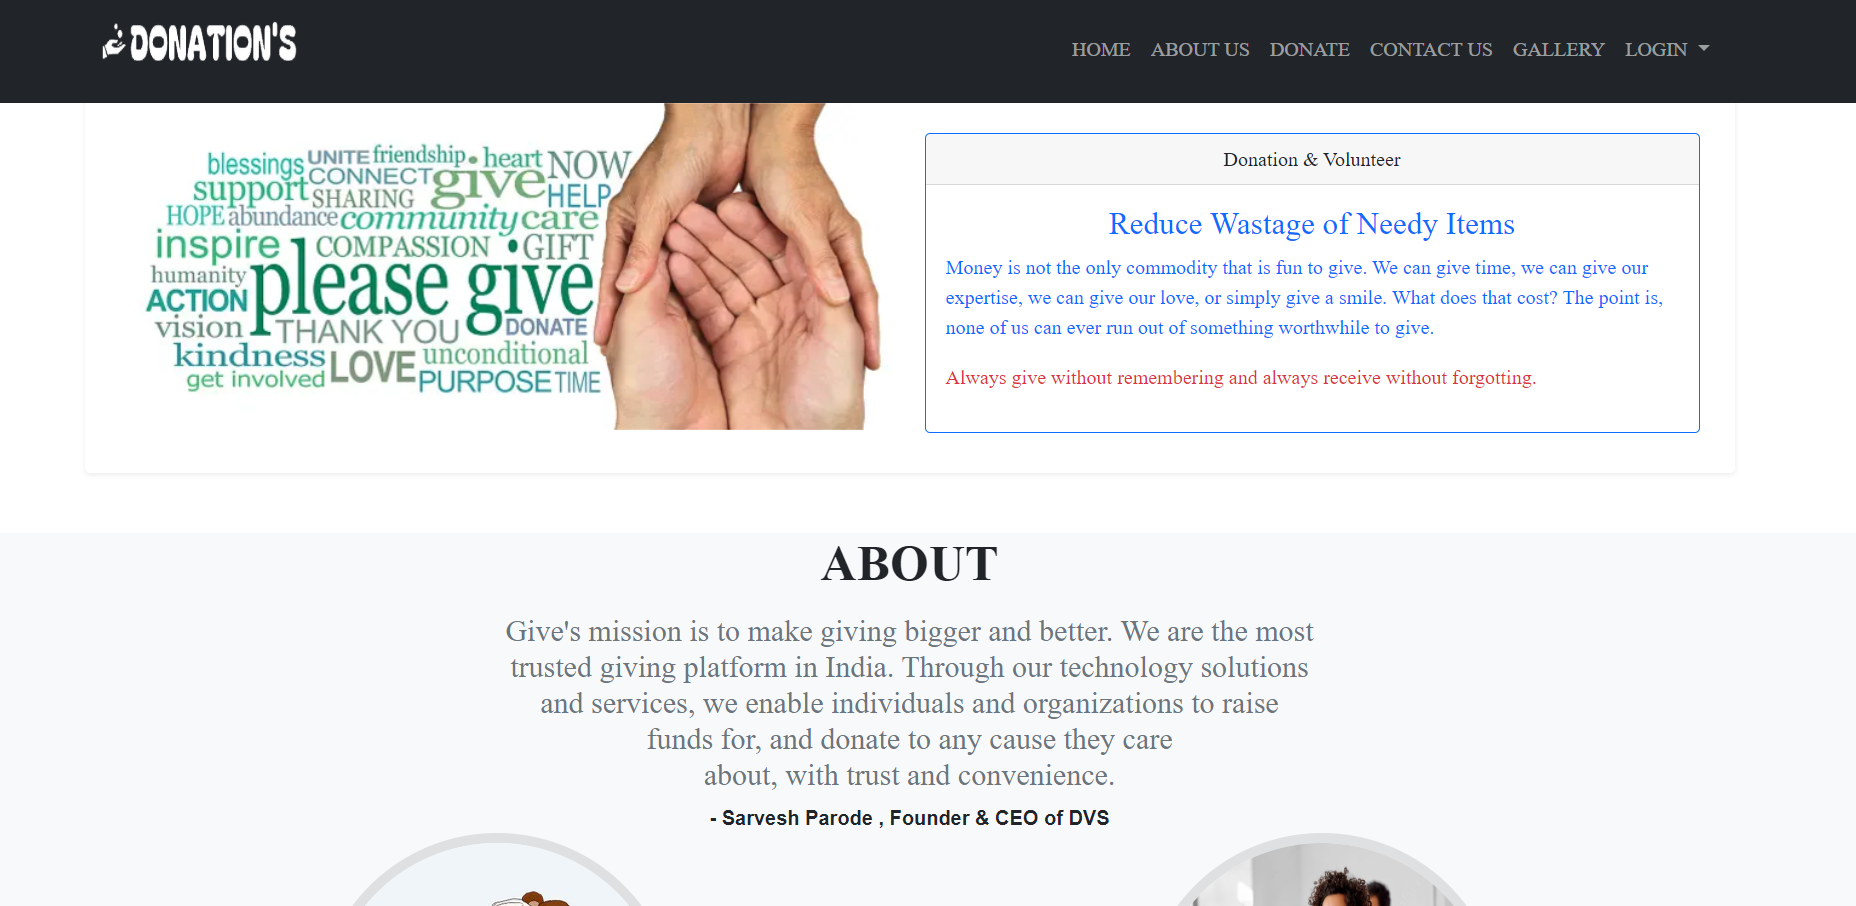 DONATION'S
HOME ABOUT US DONATE CONTACT US GALLERY LOGIN
blessings UNITE friendship heart NOW
support CONNECT give HELP
SHARING
HOPE abundance community care
inspire COMPASSION GIFT
humanity please give
ACTION
vision THANK YOU DONATE
kindness LOVE unconditional
get involved PURPOSE TIME
Donation & Volunteer
Reduce Wastage of Needy Items
Money is not the only commodity that is fun to give. We can give time, we can give our
expertise, we can give our love, or simply give a smile. What does that cost? The point is,
none of us can ever run out of something worthwhile to give.
Always give without remembering and always receive without forgotting.
ABOUT
Give's mission is to make giving bigger and better. We are the most
trusted giving platform in India. Through our technology solutions
and services, we enable individuals and organizations to raise
funds for, and donate to any cause they care
about, with trust and convenience.
- Sarvesh Parode , Founder & CEO of DVS